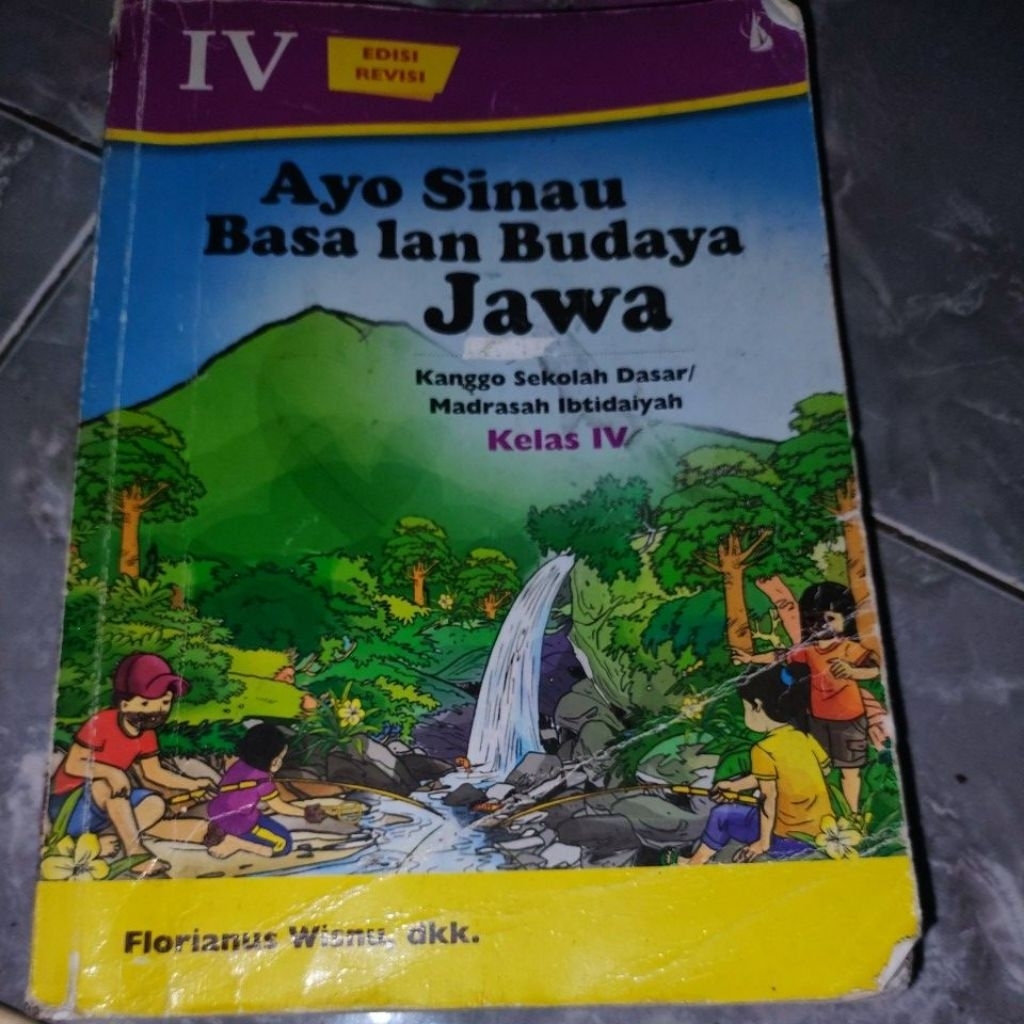 IV
EDISI
REVISI
Ayo Sinau
Basa lan Budaya
Jawa
Kanggo Sekolah Dasar/
Madrasah Ibtidaiyah
Kelas IV
Florianus Wisnu, dkk.